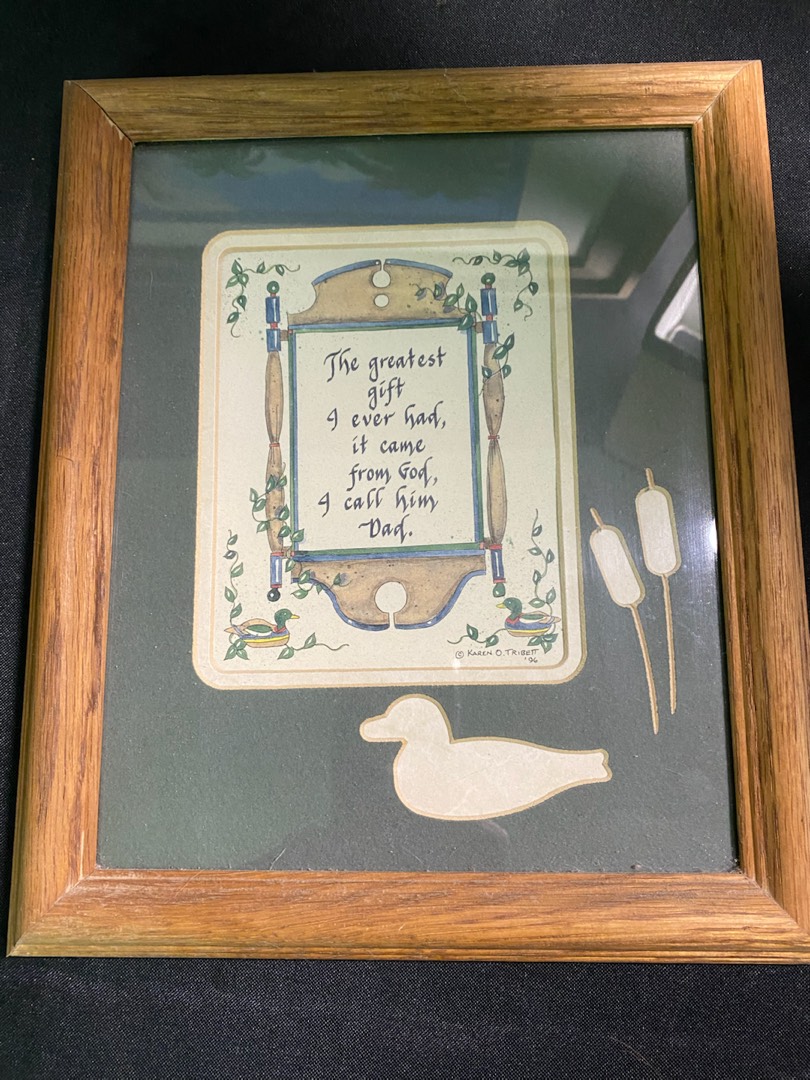 The greatest
gift
I ever had,
it came
from God,
I call him
Dad.
© KAREN O. TRIBETT
'96